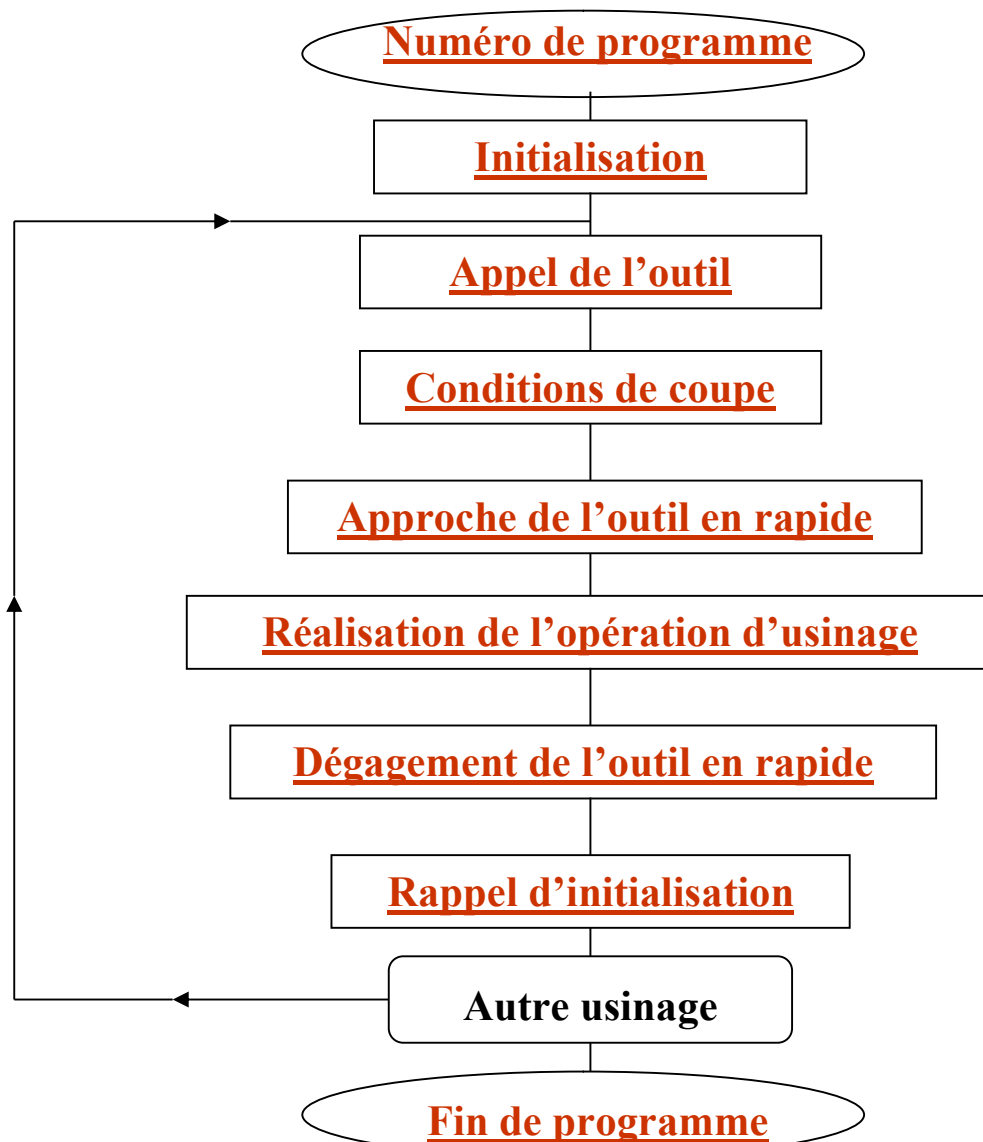 Numéro de programme
Initialisation
Appel de l’outil
Conditions de coupe
Approche de l’outil en rapide
Réalisation de l’opération d’usinage
Dégagement de l’outil en rapide
Rappel d’initialisation
Autre usinage
Fin de programme